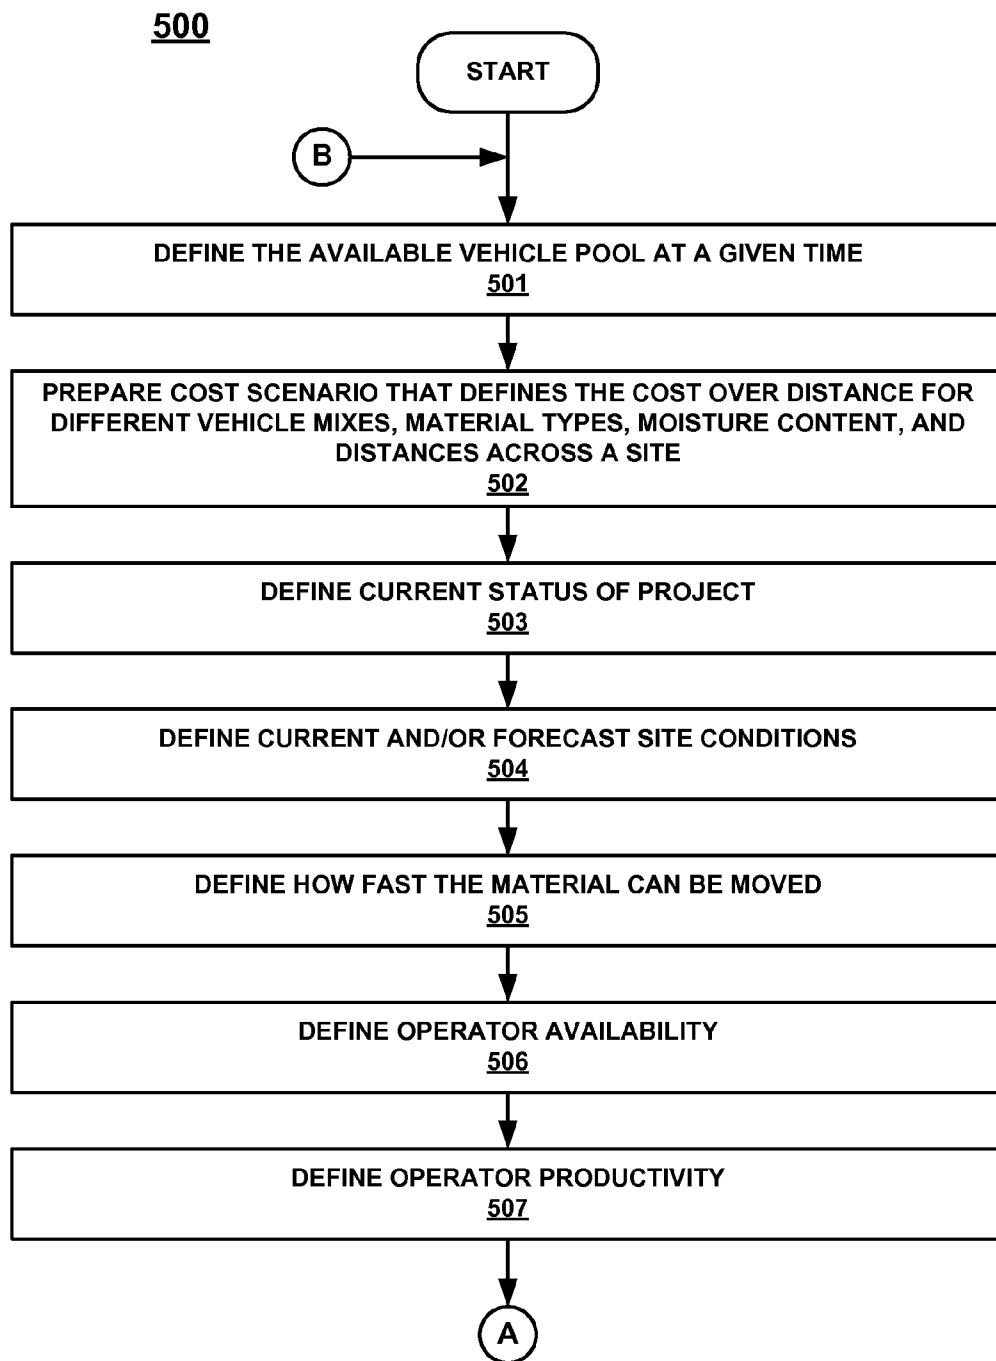 500
START
B
DEFINE THE AVAILABLE VEHICLE POOL AT A GIVEN TIME
501
PREPARE COST SCENARIO THAT DEFINES THE COST OVER DISTANCE FOR
DIFFERENT VEHICLE MIXES, MATERIAL TYPES, MOISTURE CONTENT, AND
DISTANCES ACROSS A SITE
502
DEFINE CURRENT STATUS OF PROJECT
503
DEFINE CURRENT AND/OR FORECAST SITE CONDITIONS
504
DEFINE HOW FAST THE MATERIAL CAN BE MOVED
505
DEFINE OPERATOR AVAILABILITY
506
DEFINE OPERATOR PRODUCTIVITY
507
A